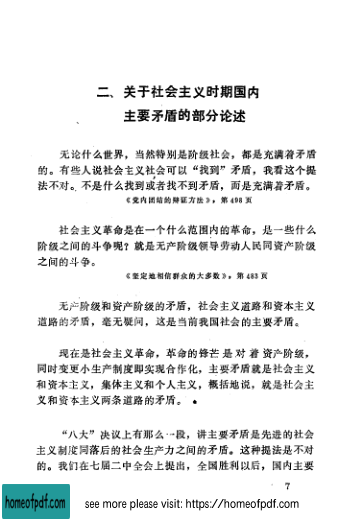 二、关于社会主义时期国内
主要矛盾的部分论述
无论什么世界，当然特别是阶级社会，都是充满着矛盾
的。有些人说社会主义社会可以“找到”矛盾，我看这个提
法不对。不是什么找到或者找不到矛盾，而是充满着矛盾。
《党内团结的辩证方法》，第498页
社会主义革命是在一个什么范围内的革命，是一些什么
阶级之间的斗争呢？就是无产阶级领导劳动人民同资产阶级
之间的斗争。
《坚定地相信群众的大多数》，第483页
无产阶级和资产阶级的矛盾，社会主义道路和资本主义
道路的矛盾，毫无疑问，这是当前我国社会的主要矛盾。
现在是社会主义革命，革命的锋芒是对着资产阶级，
同时变更小生产制度即实现合作化，主要矛盾就是社会主义
和资本主义，集体主义和个人主义，概括地说，就是社会主
义和资本主义两条道路的矛盾。
“八大”决议上有那么一段，讲主要矛盾是先进的社会
主义制度同落后的社会生产力之间的矛盾。这种提法是不对
的。我们在七届二中全会上提出，全国胜利以后，国内主要
7
homeofpdf.com
see more please visit: https://homeofpdf.com